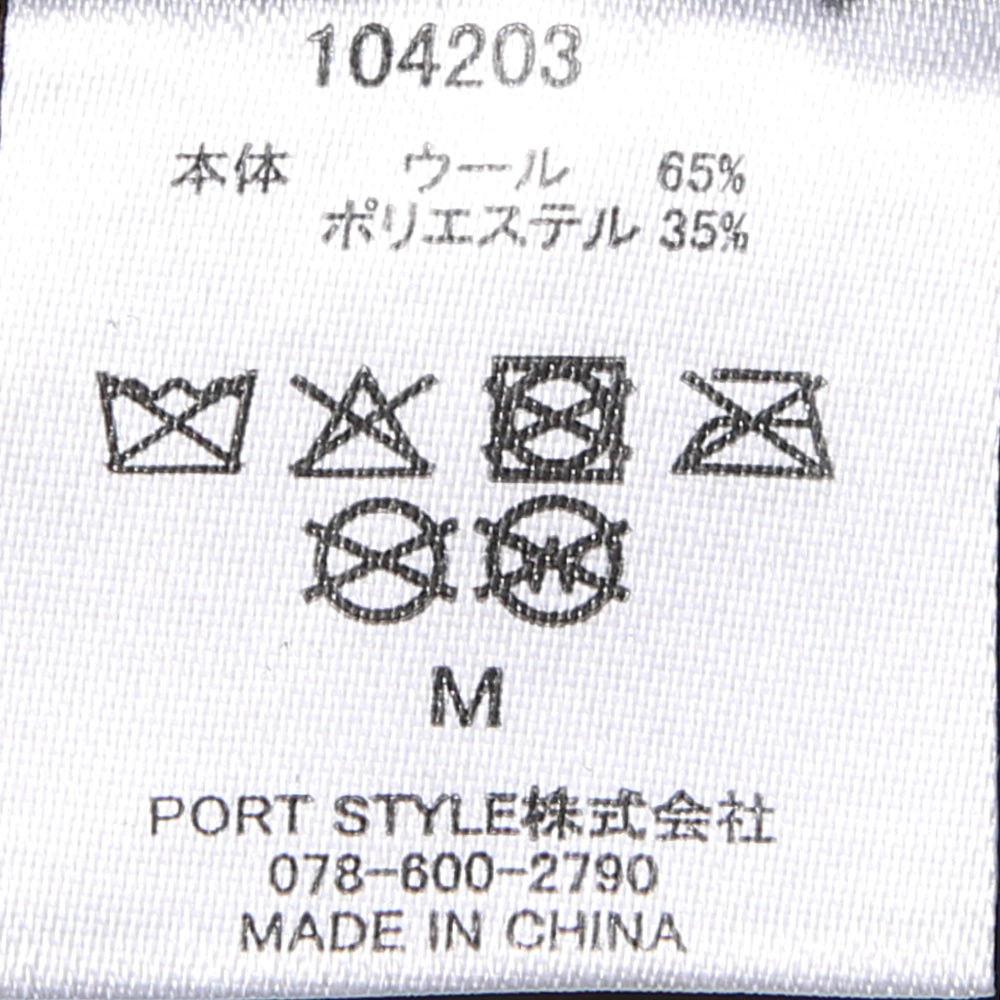 104203
本体 ウール 65%
ポリエステル 35%
M
PORT STYLE株式会社
078-600-2790
MADE IN CHINA